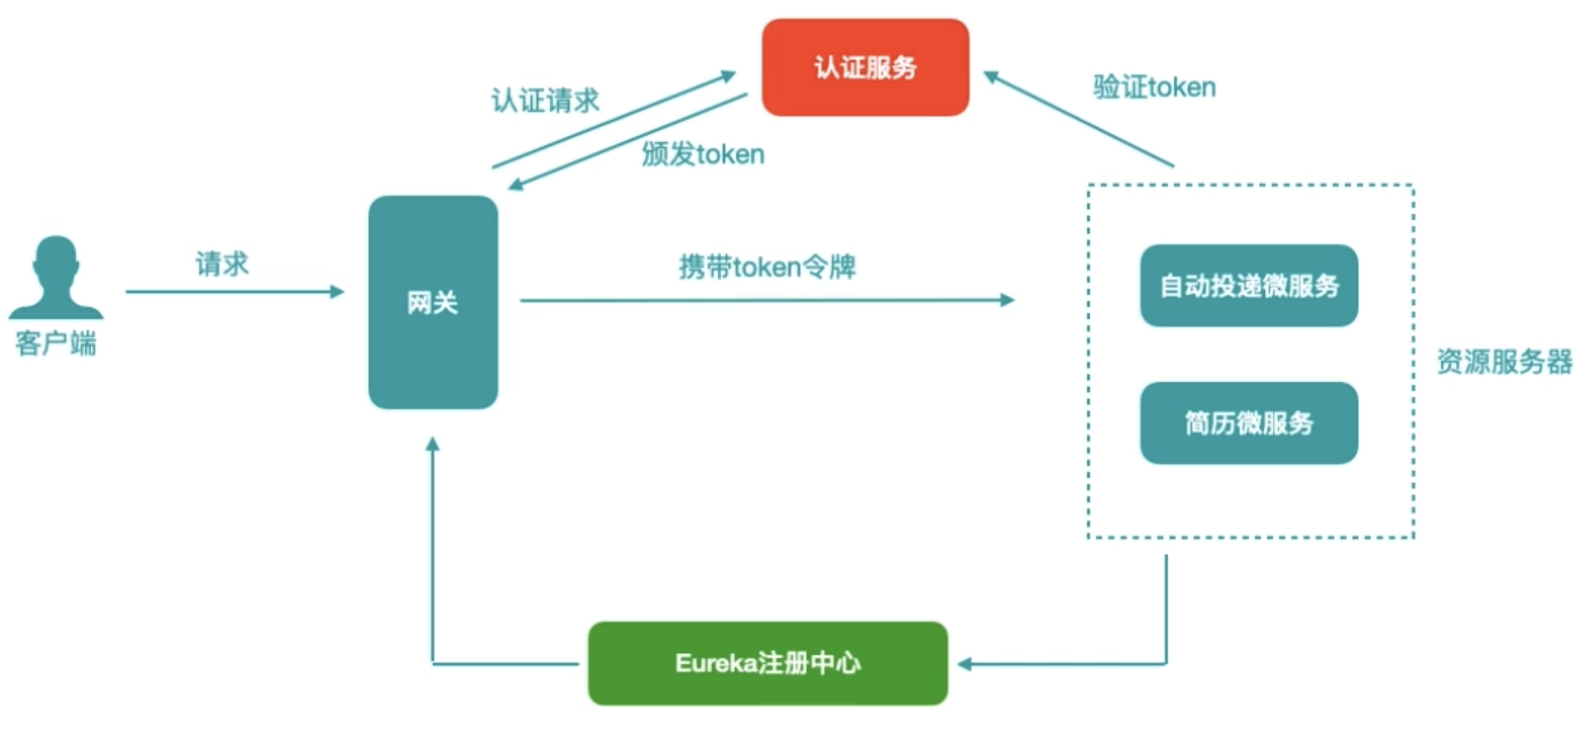 认证服务
验证token
认证请求
颁发token
请求
携带token令牌
客户端
网关
自动投递微服务
资源服务器
简历微服务
Eureka注册中心